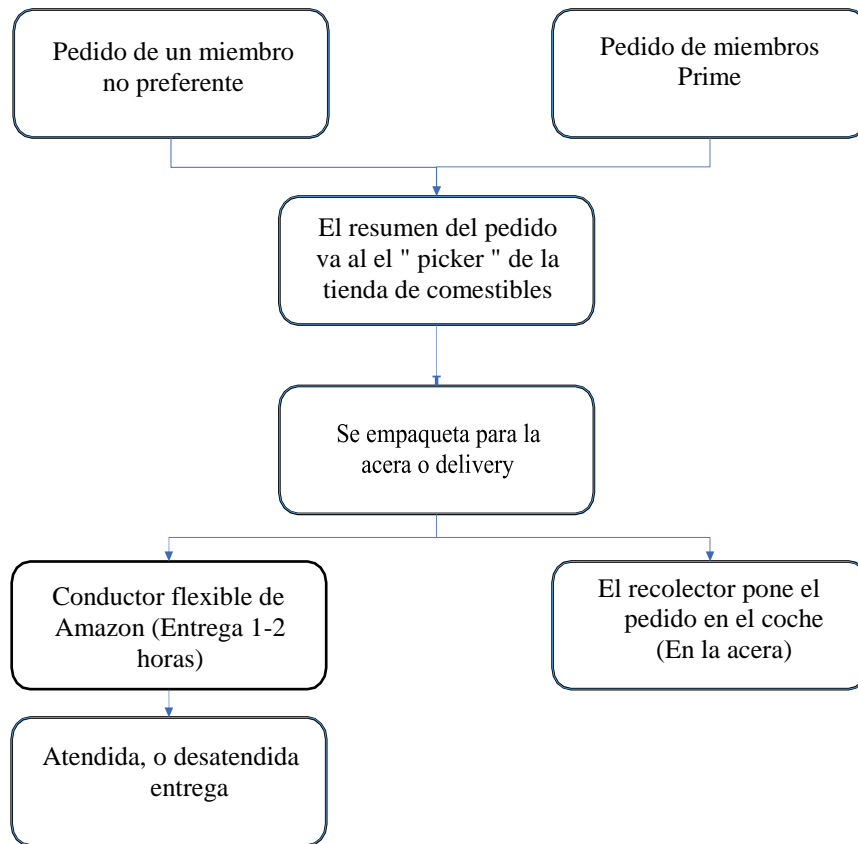 Pedido de un miembro
no preferente
Pedido de miembros
Prime
El resumen del pedido
va al el " picker " de la
tienda de comestibles
Se empaqueta para la
acera o delivery
Conductor flexible de
Amazon (Entrega 1-2
horas)
El recolector pone el
pedido en el coche
(En la acera)
Atendida, o desatendida
entrega